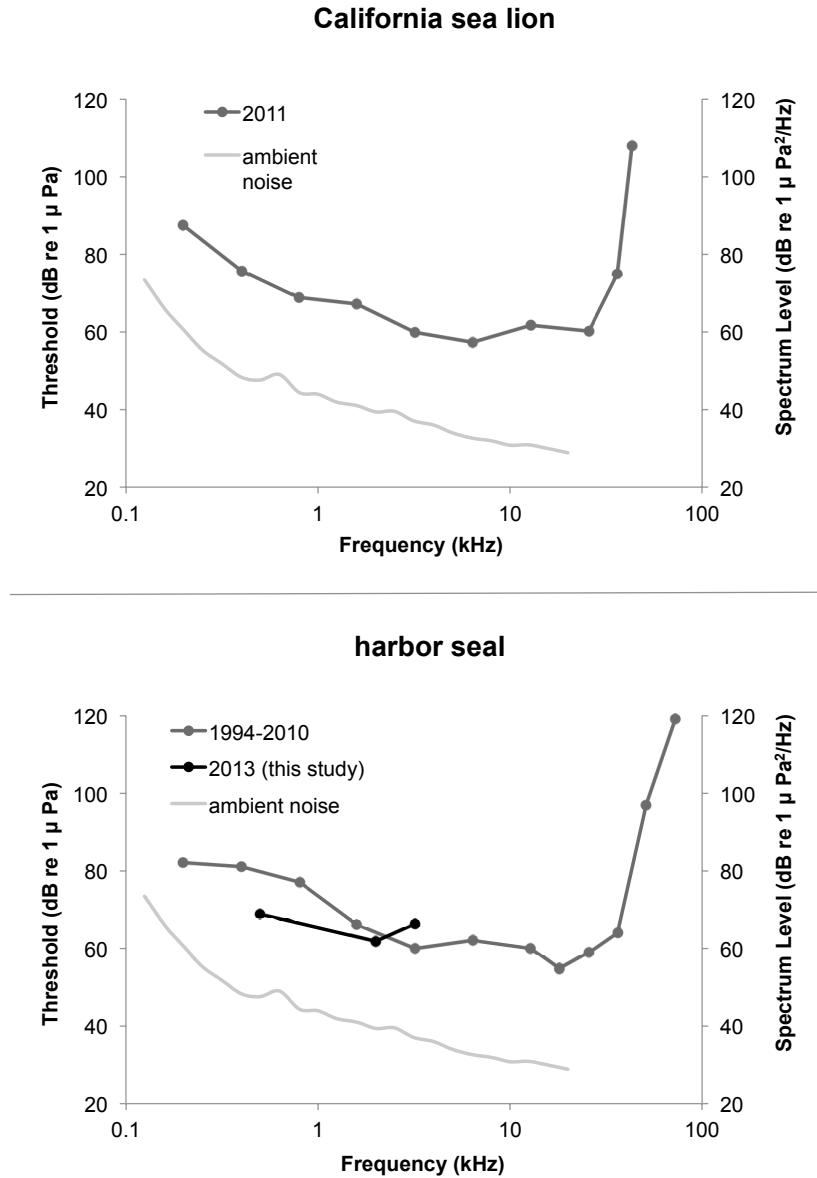 California sea lion
120
100
80
60
40
20
Threshold (dB re 1 µ Pa)
2011
ambient
noise
120
100
80
60
40
20
Spectrum Level (dB re 1 µ Pa²/Hz)
0.1
1
10
100
Frequency (kHz)
harbor seal
120
100
80
60
40
20
Threshold (dB re 1 µ Pa)
1994-2010
2013 (this study)
ambient noise
120
100
80
60
40
20
Spectrum Level (dB re 1 µ Pa²/Hz)
0.1
1
10
100
Frequency (kHz)